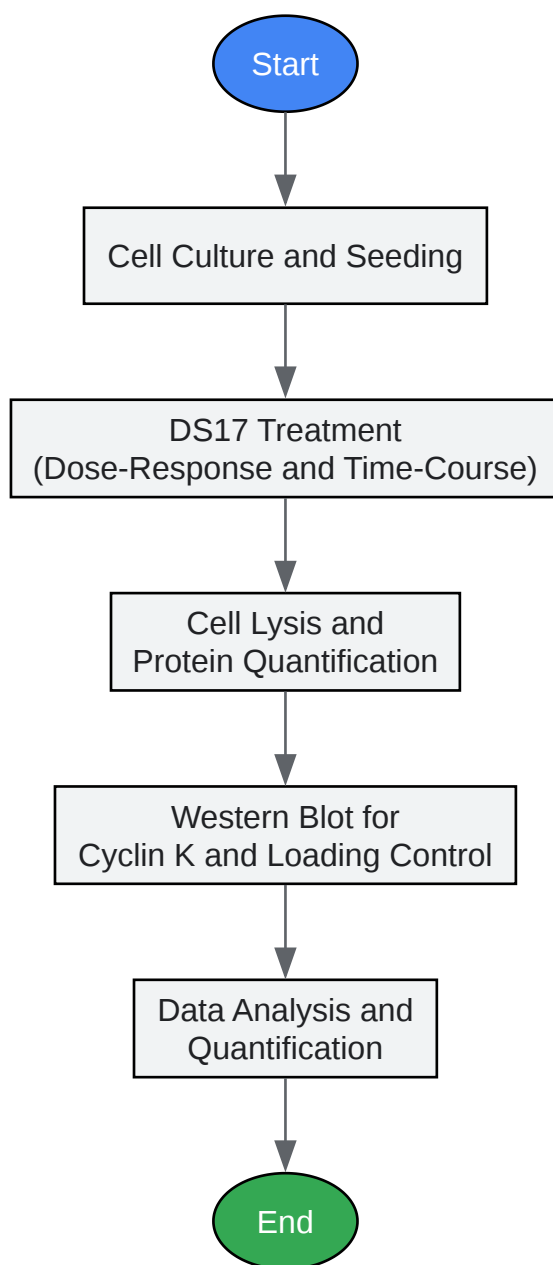 Start
Cell Culture and Seeding
DS17 Treatment
(Dose-Response and Time-Course)
Cell Lysis and
Protein Quantification
Western Blot for
Cyclin K and Loading Control
Data Analysis and
Quantification
End